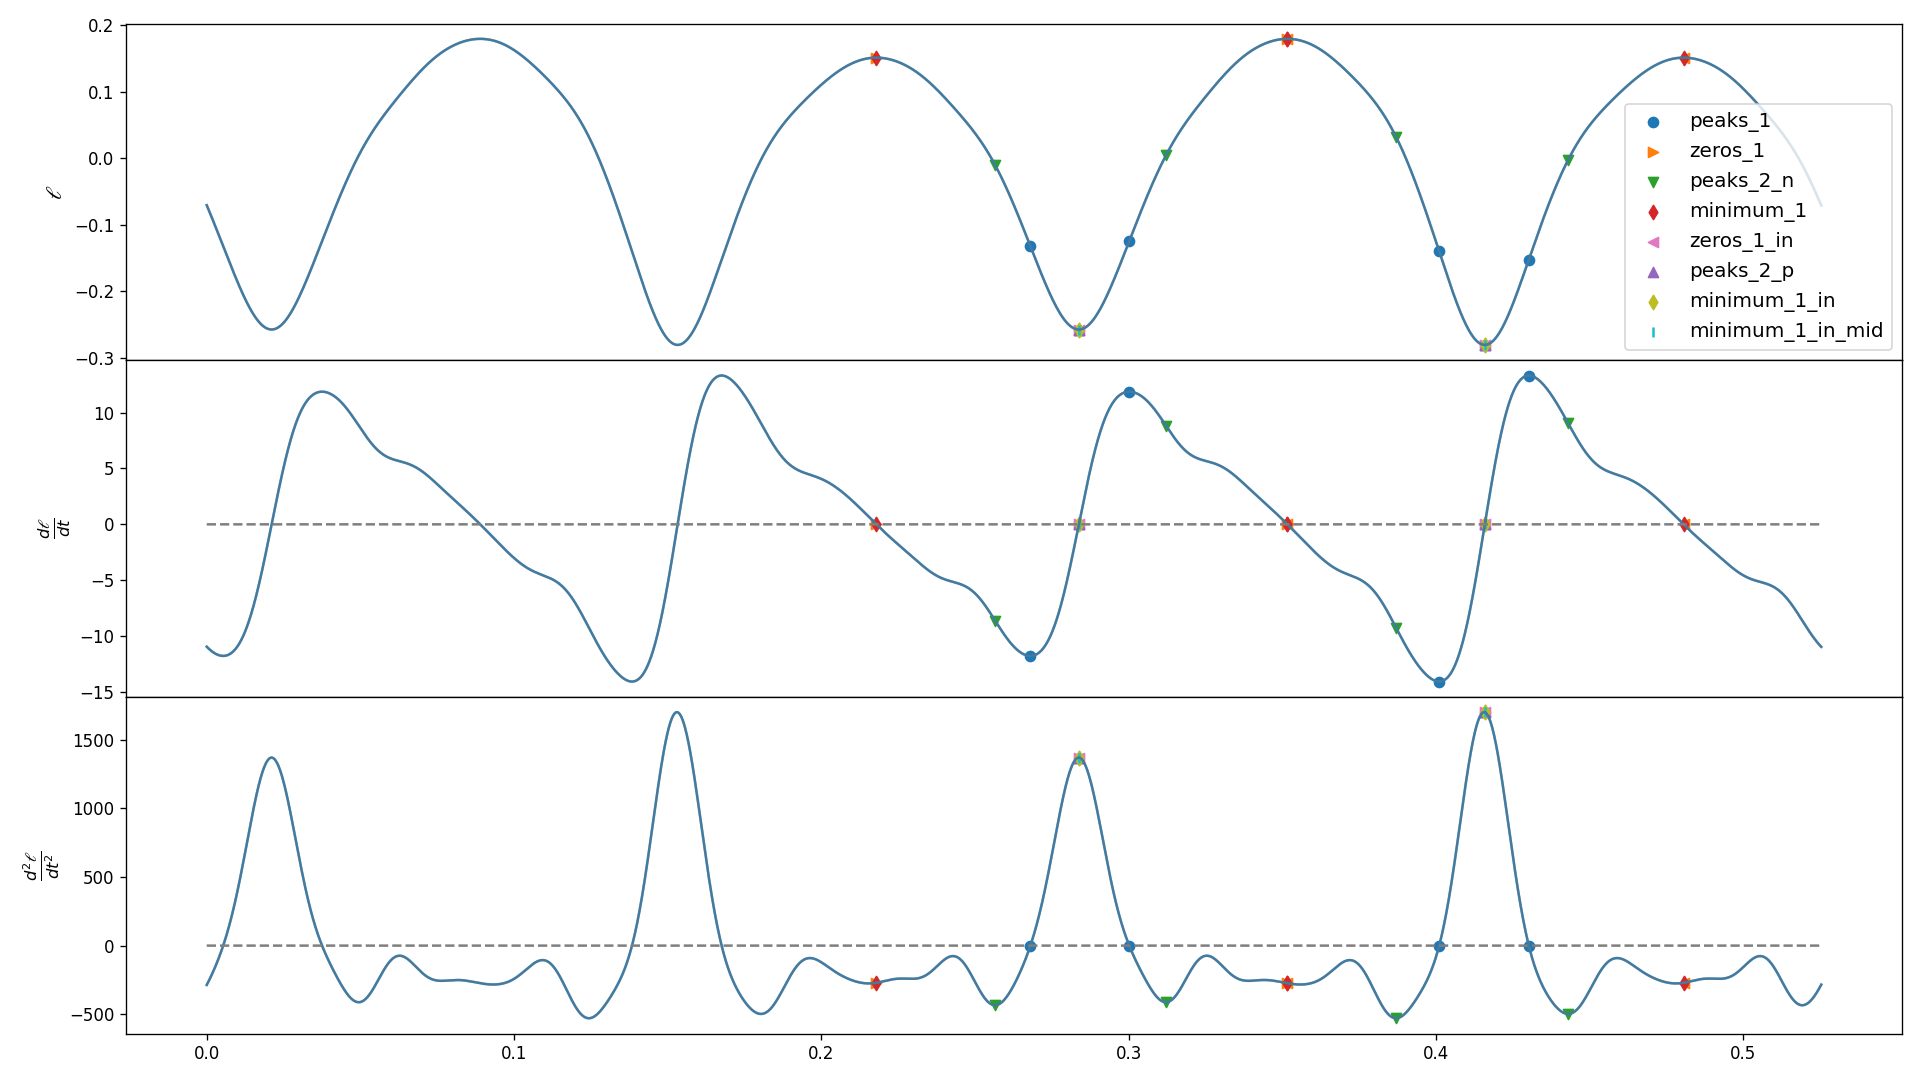 0.2
0.1
0.0
−0.1
−0.2
−0.3
ℓ
peaks_1
zeros_1
peaks_2_n
minimum_1
zeros_1_in
peaks_2_p
minimum_1_in
minimum_1_in_mid
10
5
0
−5
−10
−15
dℓ/dt
1500
1000
500
0
−500
d²ℓ/dt²
0.0 0.1 0.2 0.3 0.4 0.5